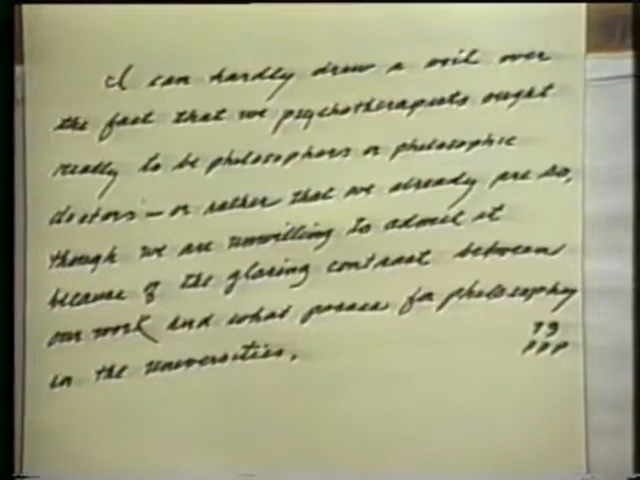 I can hardly draw a veil over
the fact that we psychotherapists ought
really to be philosophers or philosophic
doctors — or rather that we already are so,
though we are unwilling to admit it
because of the glaring contrast between
our work and what passes for philosophy
in the universities.
79
PPP